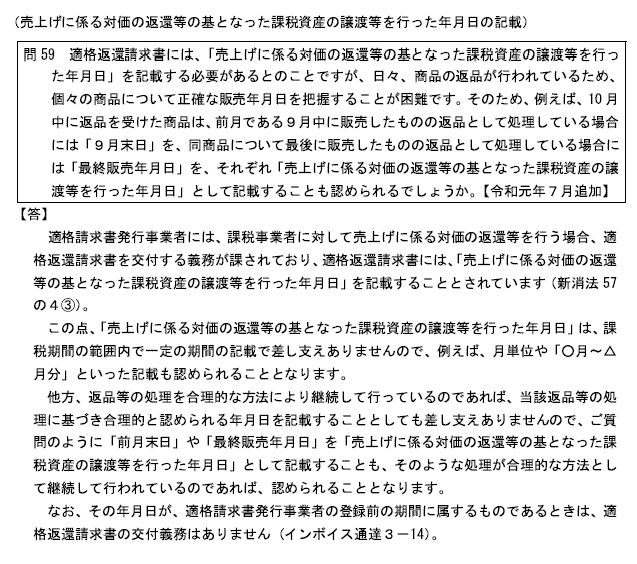 （売上げに係る対価の返還等の基となった課税資産の譲渡等を行った年月日の記載）
問59　適格返還請求書には、「売上げに係る対価の返還等の基となった課税資産の譲渡等を行っ
た年月日」を記載する必要があるとのことですが、日々、商品の返品が行われているため、
個々の商品について正確な販売年月日を把握することが困難です。そのため、例えば、10 月
中に返品を受けた商品は、前月である９月中に販売したものの返品として処理している場合
には「９月末日」を、同商品について最後に販売したものの返品として処理している場合に
は「最終販売年月日」を、それぞれ「売上げに係る対価の返還等の基となった課税資産の譲
渡等を行った年月日」として記載することも認められるでしょうか。【令和元年７月追加】
【答】
適格請求書発行事業者には、課税事業者に対して売上げに係る対価の返還等を行う場合、適
格返還請求書を交付する義務が課されており、適格返還請求書には、「売上げに係る対価の返還
等の基となった課税資産の譲渡等を行った年月日」を記載することとされています（新消法 57
の４③）。
この点、「売上げに係る対価の返還等の基となった課税資産の譲渡等を行った年月日」は、課
税期間の範囲内で一定の期間の記載で差し支えありませんので、例えば、月単位や「〇月～△
月分」といった記載も認められることとなります。
他方、返品等の処理を合理的な方法により継続して行っているのであれば、当該返品等の処
理に基づき合理的と認められる年月日を記載することとしても差し支えありませんので、ご質
問のように「前月末日」や「最終販売年月日」を「売上げに係る対価の返還等の基となった課
税資産の譲渡等を行った年月日」として記載することも、そのような処理が合理的な方法とし
て継続して行われているのであれば、認められることとなります。
なお、その年月日が、適格請求書発行事業者の登録前の期間に属するものであるときは、適
格返還請求書の交付義務はありません（インボイス通達３－14）。